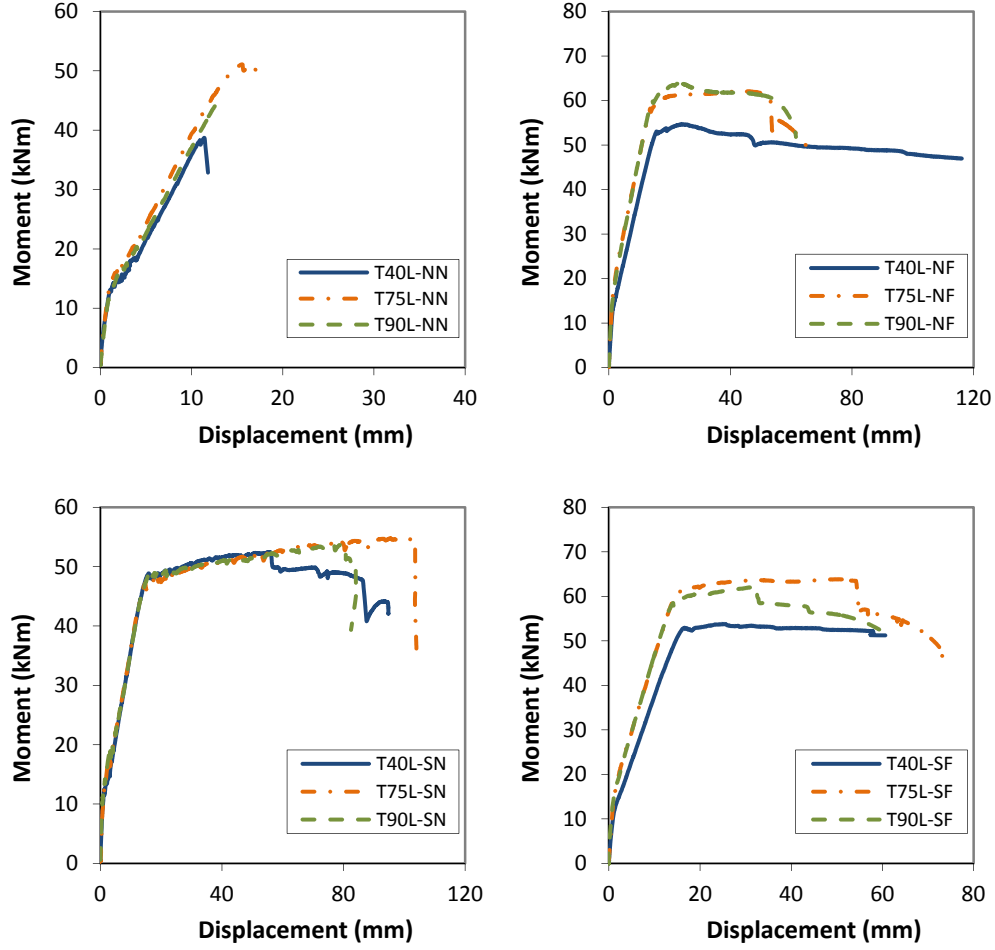 60
50
40
30
20
10
0
Moment (kNm)
T40L-NN
T75L-NN
T90L-NN
0
10
20
30
40
Displacement (mm)
80
70
60
50
40
30
20
10
0
Moment (kNm)
T40L-NF
T75L-NF
T90L-NF
0
40
80
120
Displacement (mm)
60
50
40
30
20
10
0
Moment (kNm)
T40L-SN
T75L-SN
T90L-SN
0
40
80
120
Displacement (mm)
80
70
60
50
40
30
20
10
0
Moment (kNm)
T40L-SF
T75L-SF
T90L-SF
0
20
40
60
80
Displacement (mm)